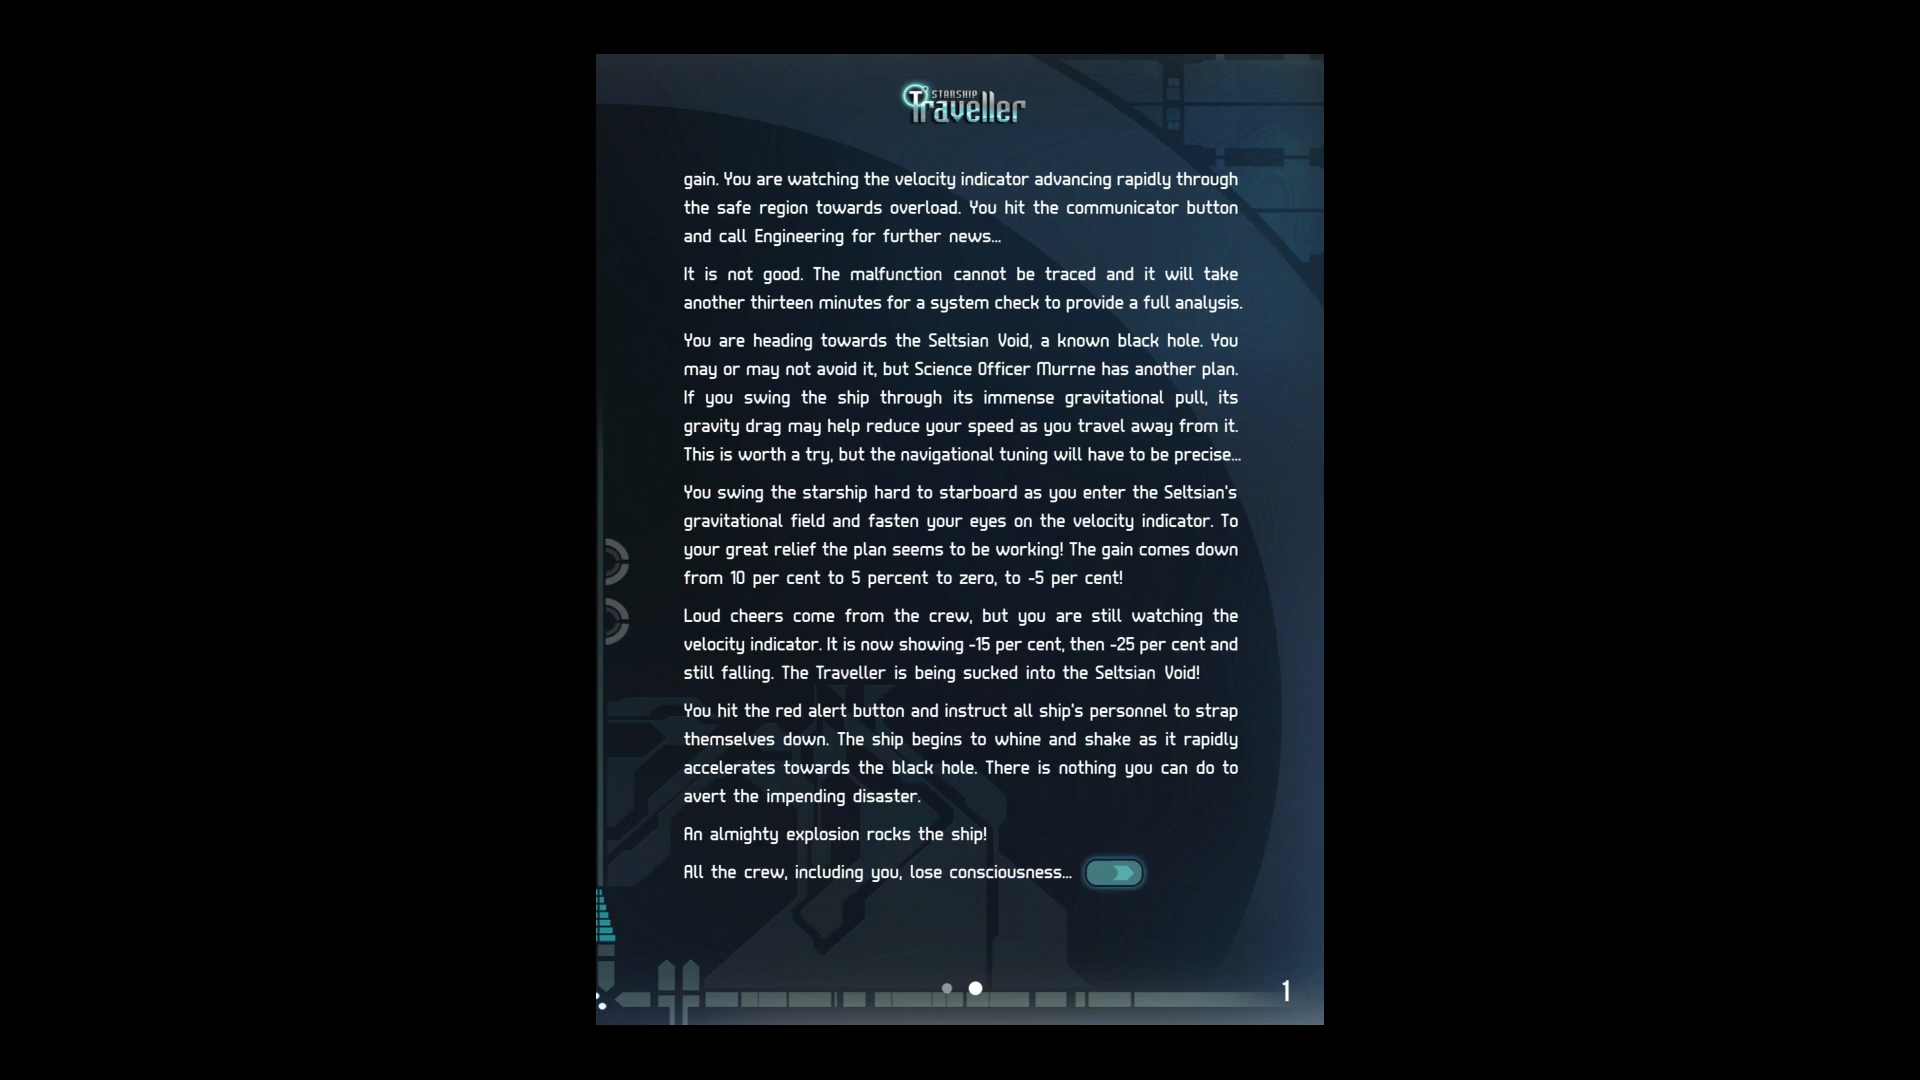 STARSHIP
Traveller
gain. You are watching the velocity indicator advancing rapidly through
the safe region towards overload. You hit the communicator button
and call Engineering for further news...
It is not good. The malfunction cannot be traced and it will take
another thirteen minutes for a system check to provide a full analysis.
You are heading towards the Seltsian Void, a known black hole. You
may or may not avoid it, but Science Officer Murrne has another plan.
If you swing the ship through its immense gravitational pull, its
gravity drag may help reduce your speed as you travel away from it.
This is worth a try, but the navigational tuning will have to be precise...
You swing the starship hard to starboard as you enter the Seltsian's
gravitational field and fasten your eyes on the velocity indicator. To
your great relief the plan seems to be working! The gain comes down
from 10 per cent to 5 percent to zero, to -5 per cent!
Loud cheers come from the crew, but you are still watching the
velocity indicator. It is now showing -15 per cent, then -25 per cent and
still falling. The Traveller is being sucked into the Seltsian Void!
You hit the red alert button and instruct all ship's personnel to strap
themselves down. The ship begins to whine and shake as it rapidly
accelerates towards the black hole. There is nothing you can do to
avert the impending disaster.
An almighty explosion rocks the ship!
All the crew, including you, lose consciousness...
1